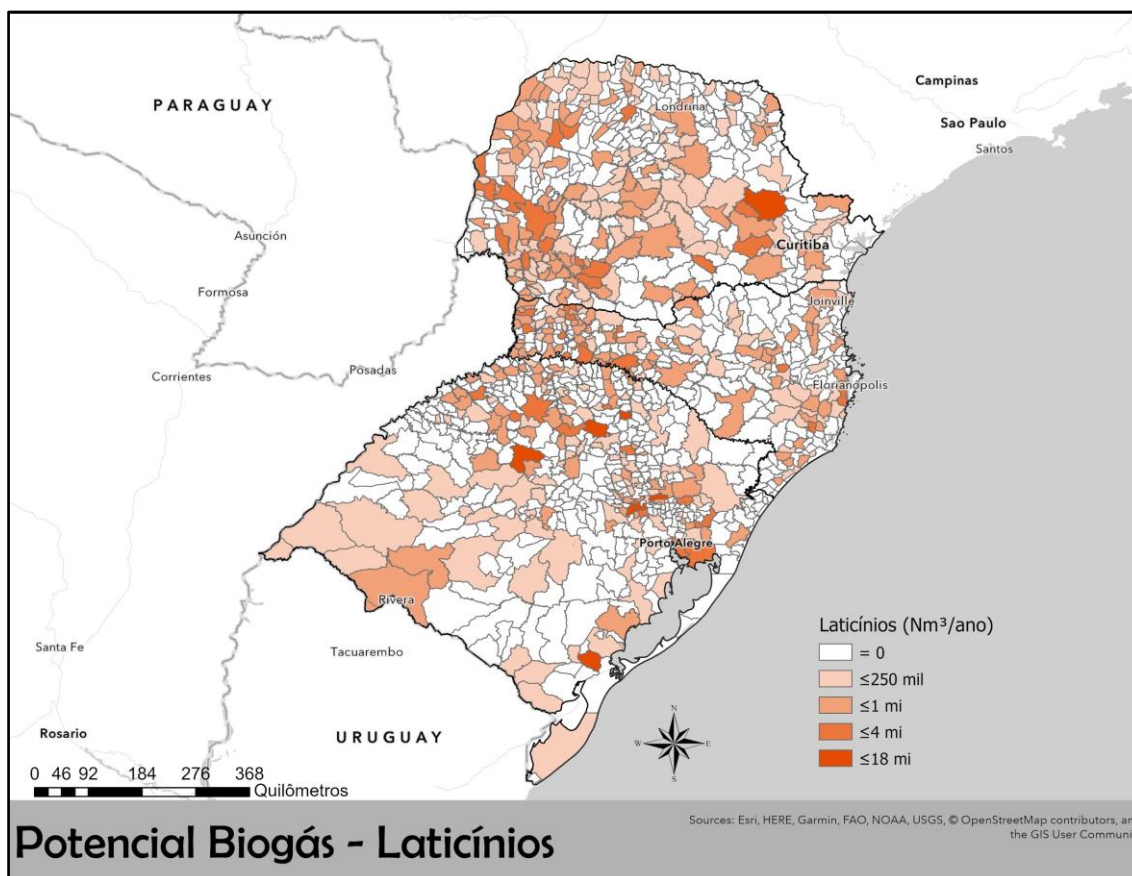 Campinas
PARAGUAY
Londrina
Sao Paulo
Santos
Asunción
Curitiba
Formosa
Joinville
Corrientes
Posadas
Florianópolis
Porto Alegre
Rivera
Laticínios (Nm³/ano)
= 0
≤250 mil
≤1 mi
≤4 mi
≤18 mi
Santa Fe
Tacuarembo
Rosario
URUGUAY
N
W E
S
0 46 92 184 276 368
Quilômetros
Potencial Biogás - Laticínios
Sources: Esri, HERE, Garmin, FAO, NOAA, USGS, © OpenStreetMap contributors, an
the GIS User Communi